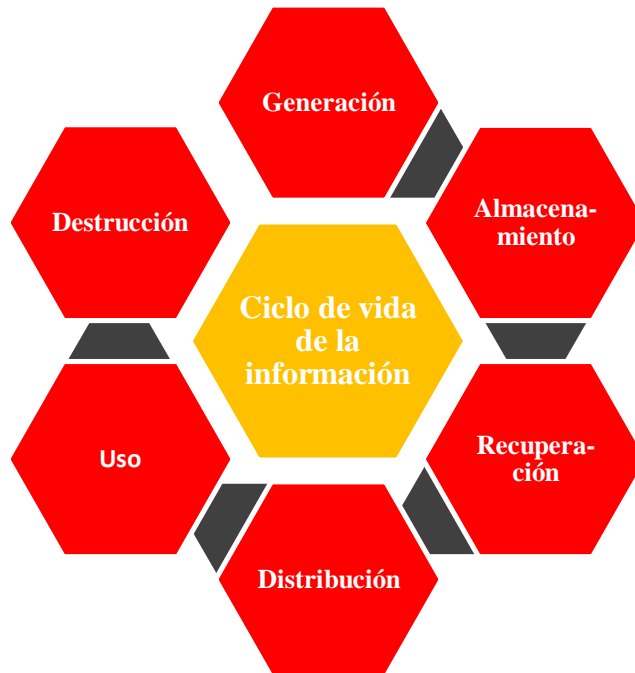 Generación
Almacena-
miento
Recupera-
ción
Distribución
Uso
Destrucción
Ciclo de vida
de la
información